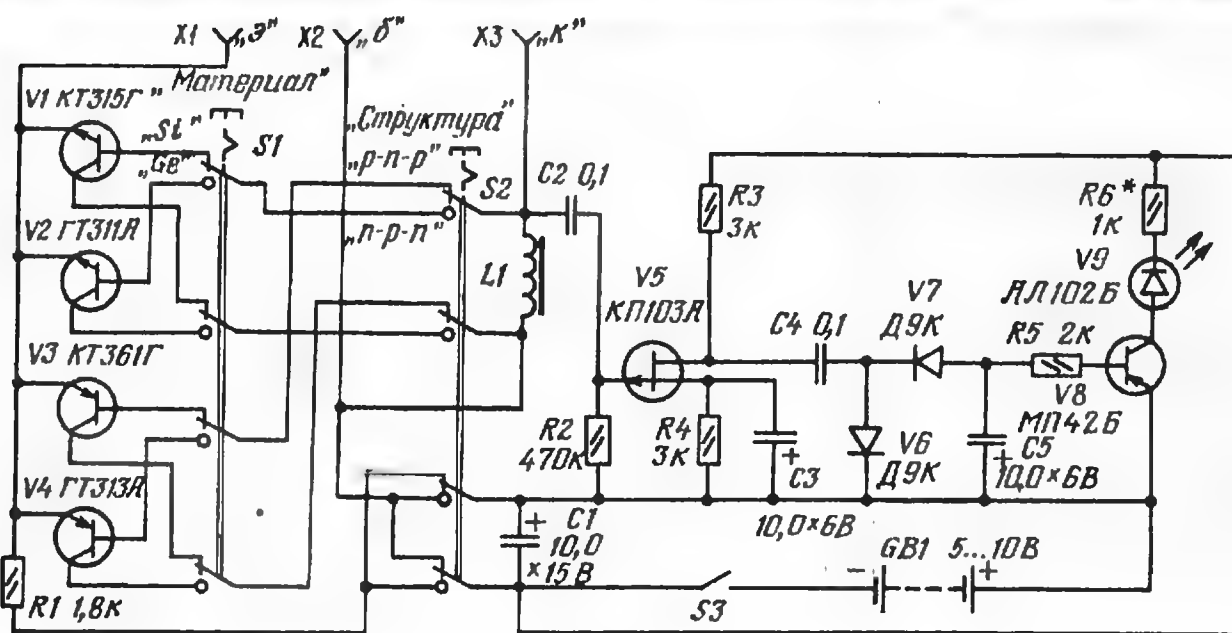 X1 „Э"
X2 „б"
X3 „К"
„Материал"
V1 КТ315Г
„Si"
„Ge"
S1
„Структура"
„p-n-p"
S2
„n-p-n"
C2 0,1
R3
3к
R6*
1к
V2 ГТ311А
L1
V5
КП103А
V9
АЛ102Б
V7
Д9К
C4 0,1
R5 2к
V3 КТ361Г
V8
МП42Б
R2
470к
R4
3к
C3
10,0×6В
V6
Д9К
C5
10,0×6В
V4 ГТ313А
C1
10,0
×15В
GB1 5...10В
S3
R1 1,8к